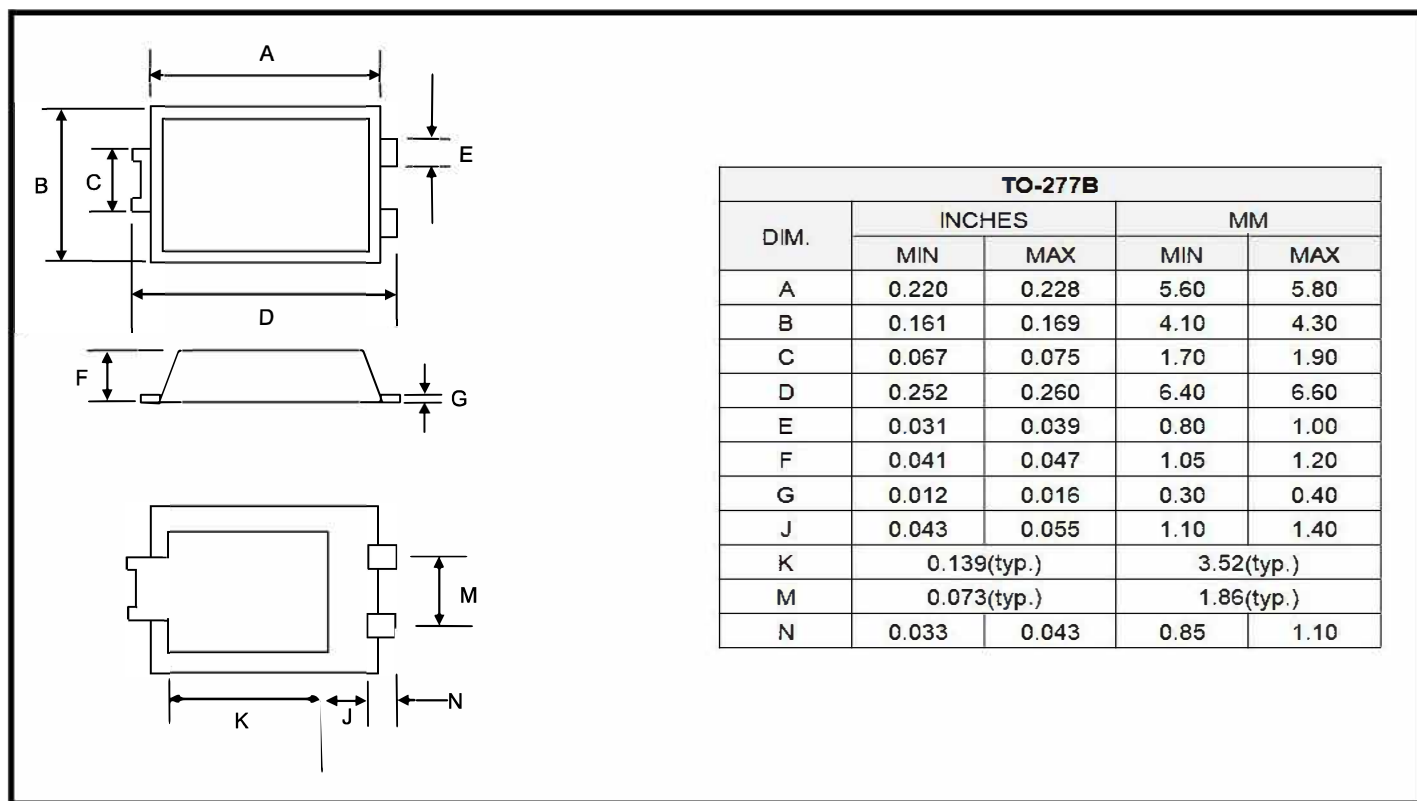 A
B
C
E
D
F
G
M
K
J
N
TO-277B
DIM. INCHES MM
MIN MAX MIN MAX
A 0.220 0.228 5.60 5.80
B 0.161 0.169 4.10 4.30
C 0.067 0.075 1.70 1.90
D 0.252 0.260 6.40 6.60
E 0.031 0.039 0.80 1.00
F 0.041 0.047 1.05 1.20
G 0.012 0.016 0.30 0.40
J 0.043 0.055 1.10 1.40
K 0.139(typ.) 3.52(typ.)
M 0.073(typ.) 1.86(typ.)
N 0.033 0.043 0.85 1.10